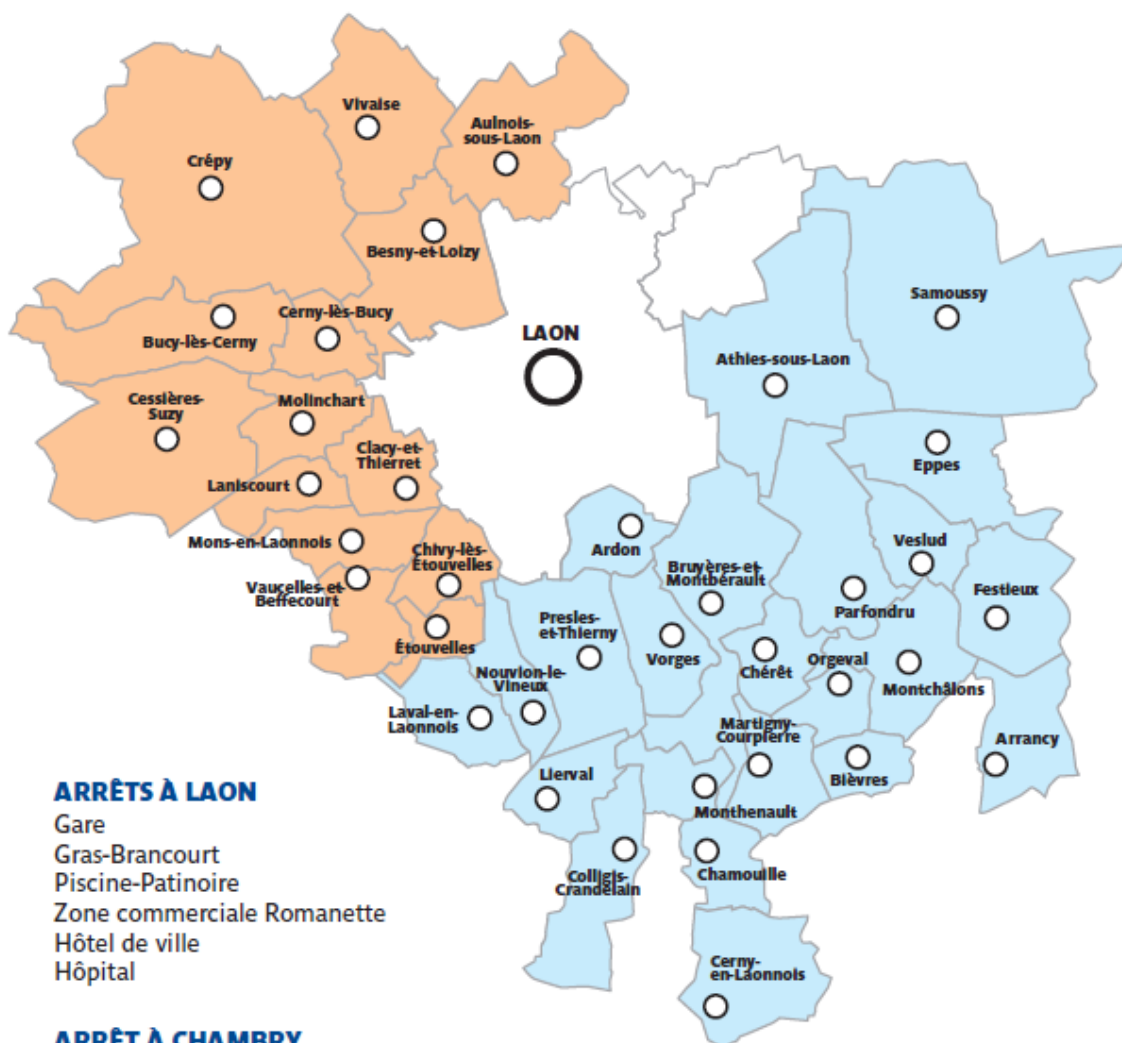 Vivaise
Aulnois-
sous-Laon
Crépy
Besny-et-Loizy
Samoussy
Cerny-lès-Bucy
Bucy-lès-Cerny
LAON
Athies-sous-Laon
Cessières-
Suzy
Molinchart
Clacy-et-
Thierret
Eppes
Laniscourt
Mons-en-Laonnois
Chivy-lès-
Étouvelles
Ardon
Veslud
Bruyères-et-
Montbérault
Vaucelles-et-
Beffecourt
Festieux
Parfondru
Étouvelles
Presles-
et-Thierny
Vorges
Chérêt
Orgeval
Nouvion-le-
Vineux
Montchâlons
Laval-en-
Laonnois
Martigny-
Courpierre
Arrancy
Lierval
Bièvres
Monthenault
Colligis-
Crandelain
Chamouille
Cerny-
en-Laonnois
ARRÊTS À LAON
Gare
Gras-Brancourt
Piscine-Patinoire
Zone commerciale Romanette
Hôtel de ville
Hôpital
ARRÊT À CHAMBRY